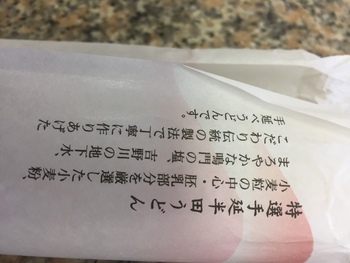 特選手延半田うどん
小麦粒の中心・胚乳部分を厳選した小麦粉、
まろやかな鳴門の塩、吉野川の地下水、
こだわり伝統の製法で丁寧に作りあげた
手延べうどんです。